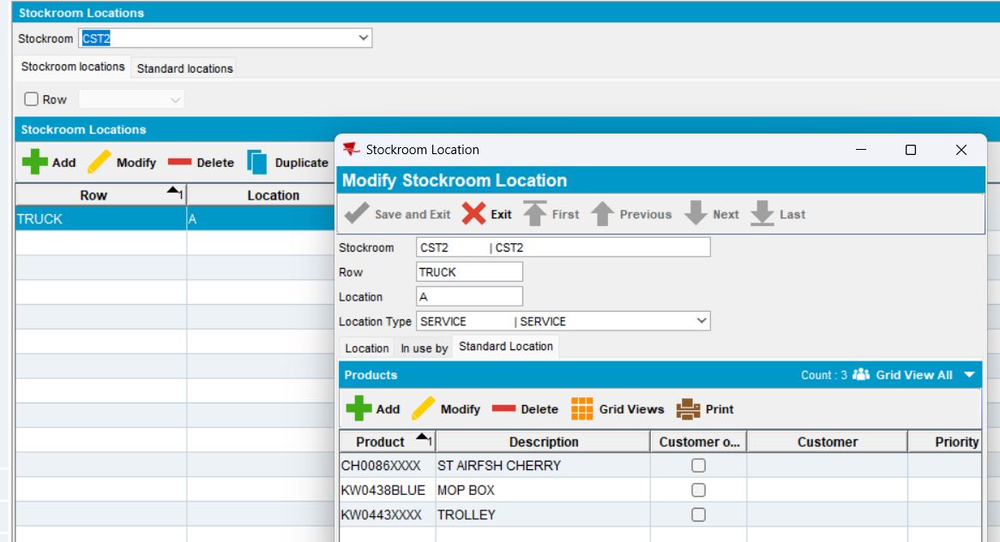 Stockroom Locations
Stockroom CST2
Stockroom locations Standard locations
Row
Stockroom Locations
Add Modify Delete Duplicate
Row 1 Location
TRUCK A
Stockroom Location
Modify Stockroom Location
Save and Exit Exit First Previous Next Last
Stockroom CST2 | CST2
Row TRUCK
Location A
Location Type SERVICE | SERVICE
Location In use by Standard Location
Products Count : 3 Grid View All
Add Modify Delete Grid Views Print
Product 1 Description Customer o... Customer Priority
CH0086XXXX ST AIRFSH CHERRY
KW0438BLUE MOP BOX
KW0443XXXX TROLLEY